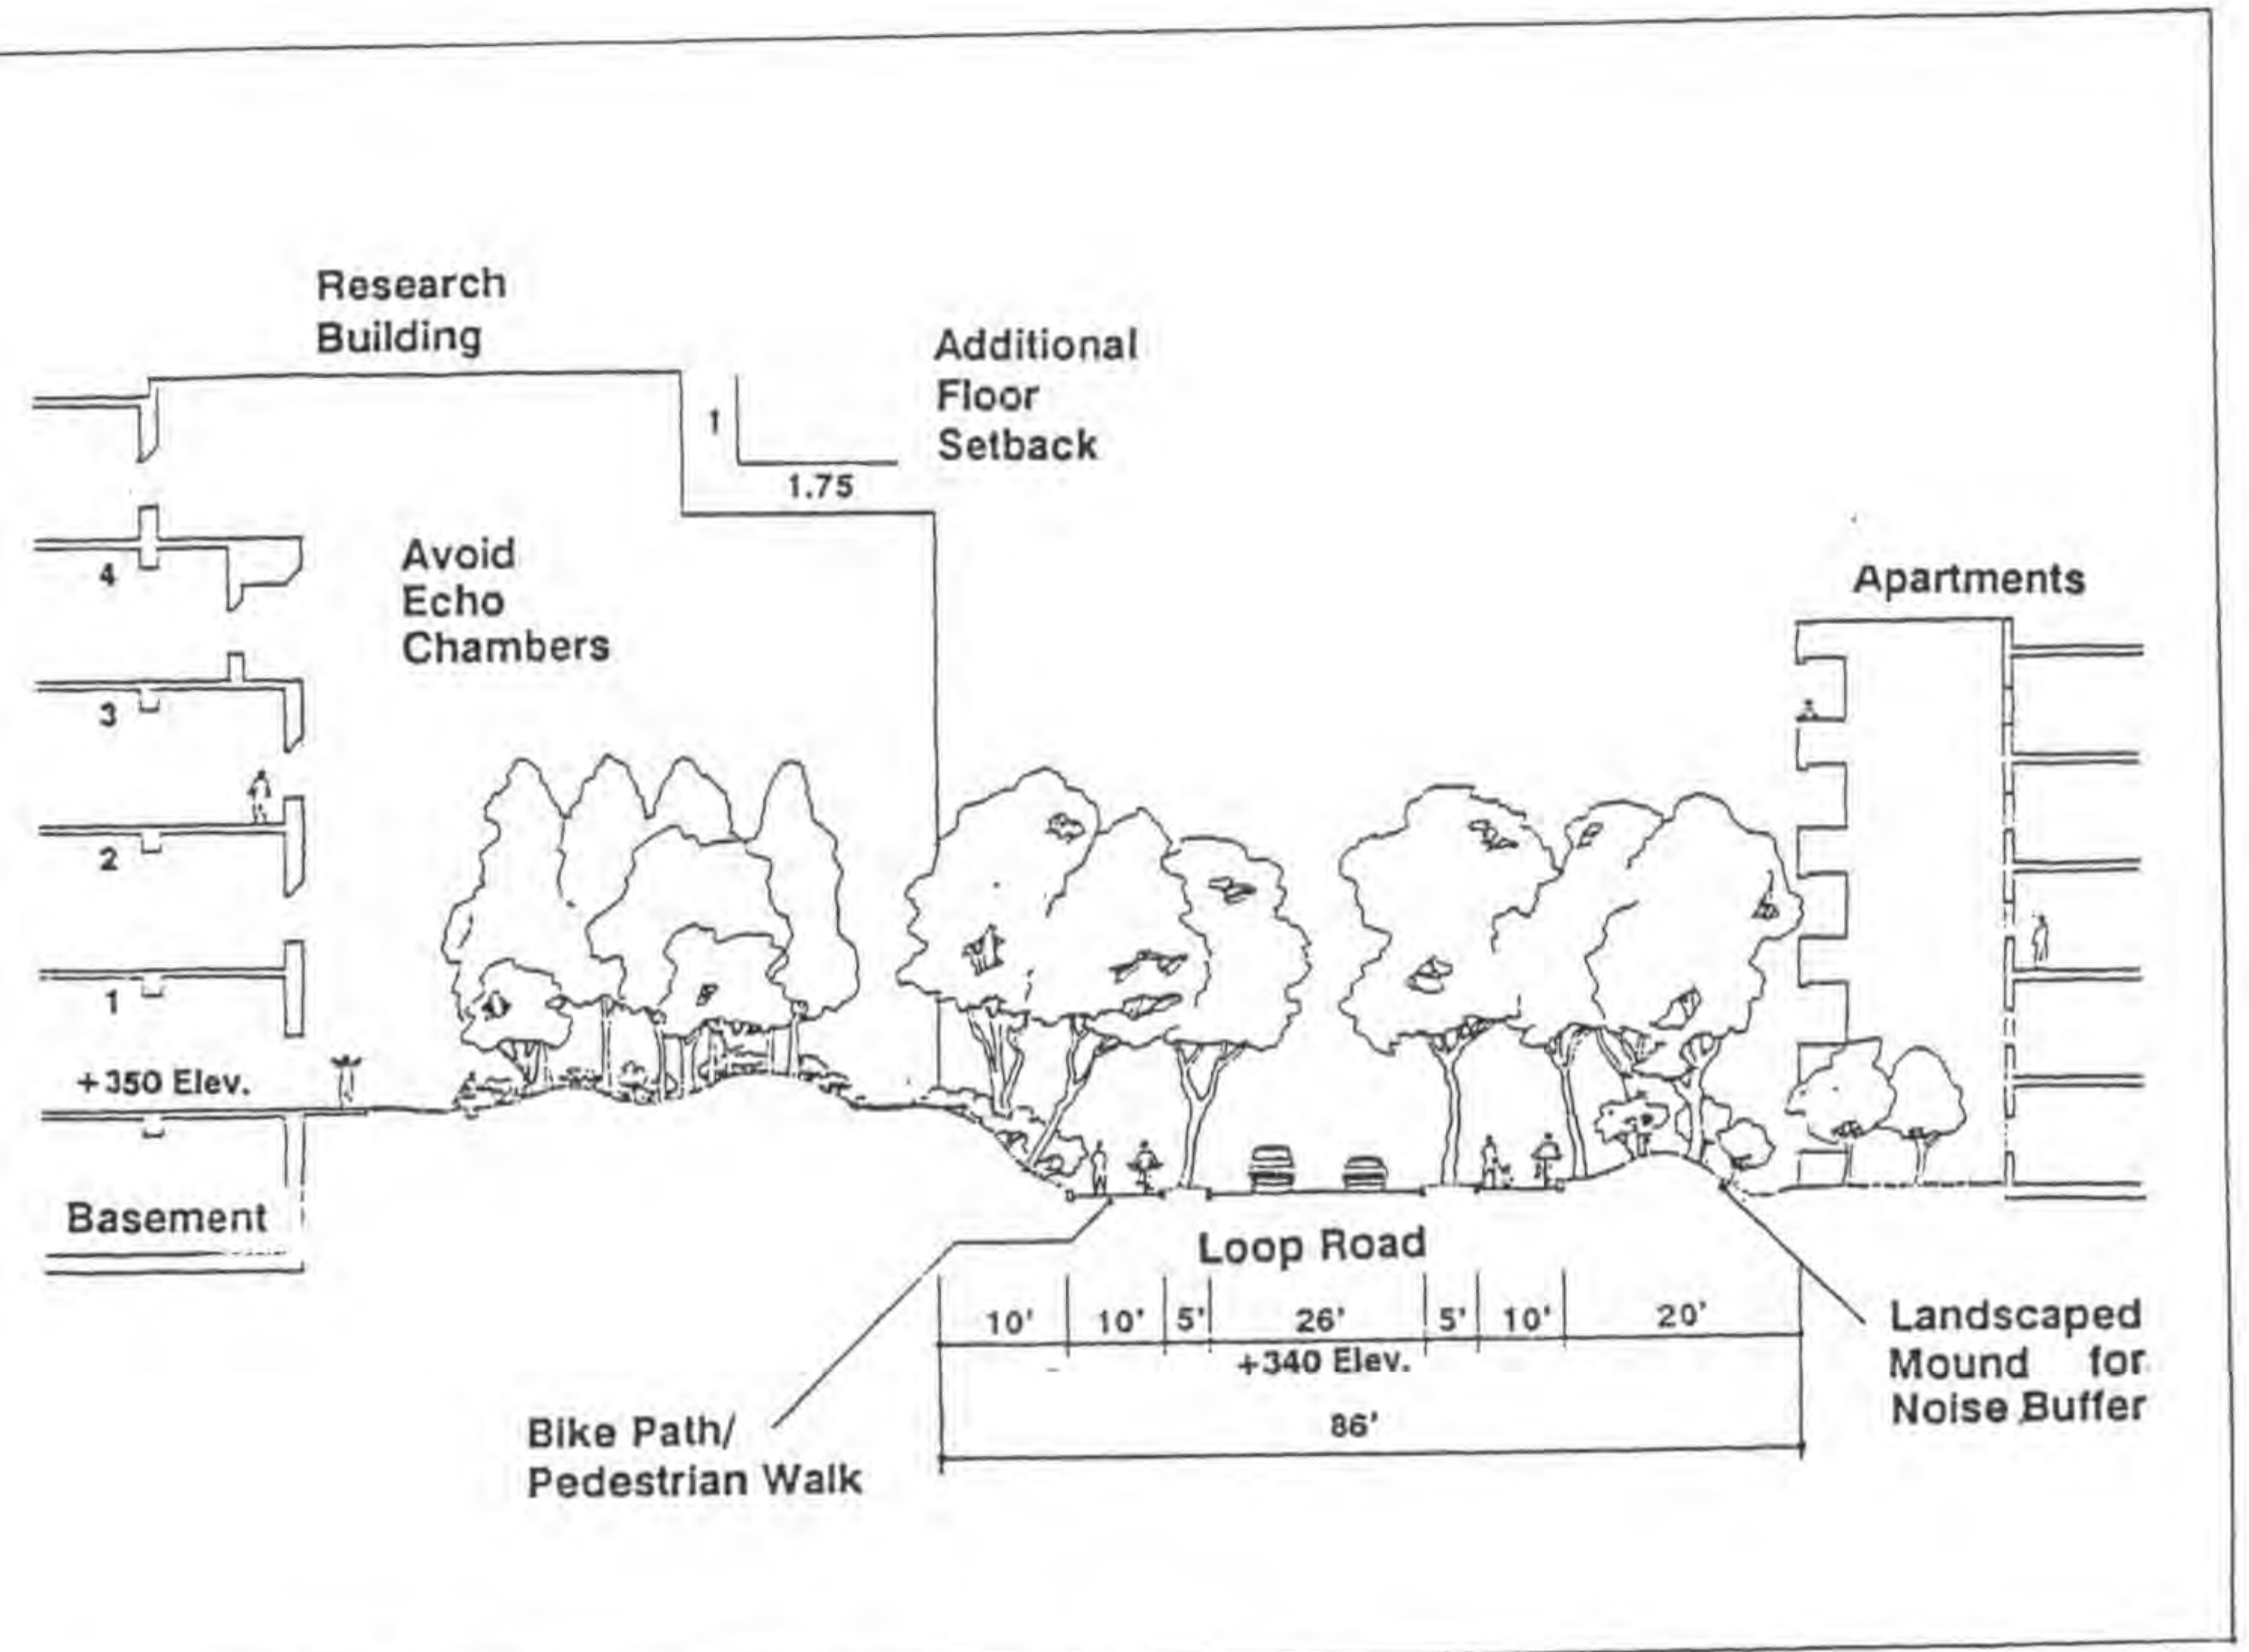 Research
Building
Additional
Floor
Setback
1
1.75
Avoid
Echo
Chambers
Apartments
4
3
2
1
+350 Elev.
Basement
Loop Road
10' 10' 5' 26' 5' 10' 20'
+340 Elev.
86'
Bike Path/
Pedestrian Walk
Landscaped
Mound for
Noise Buffer